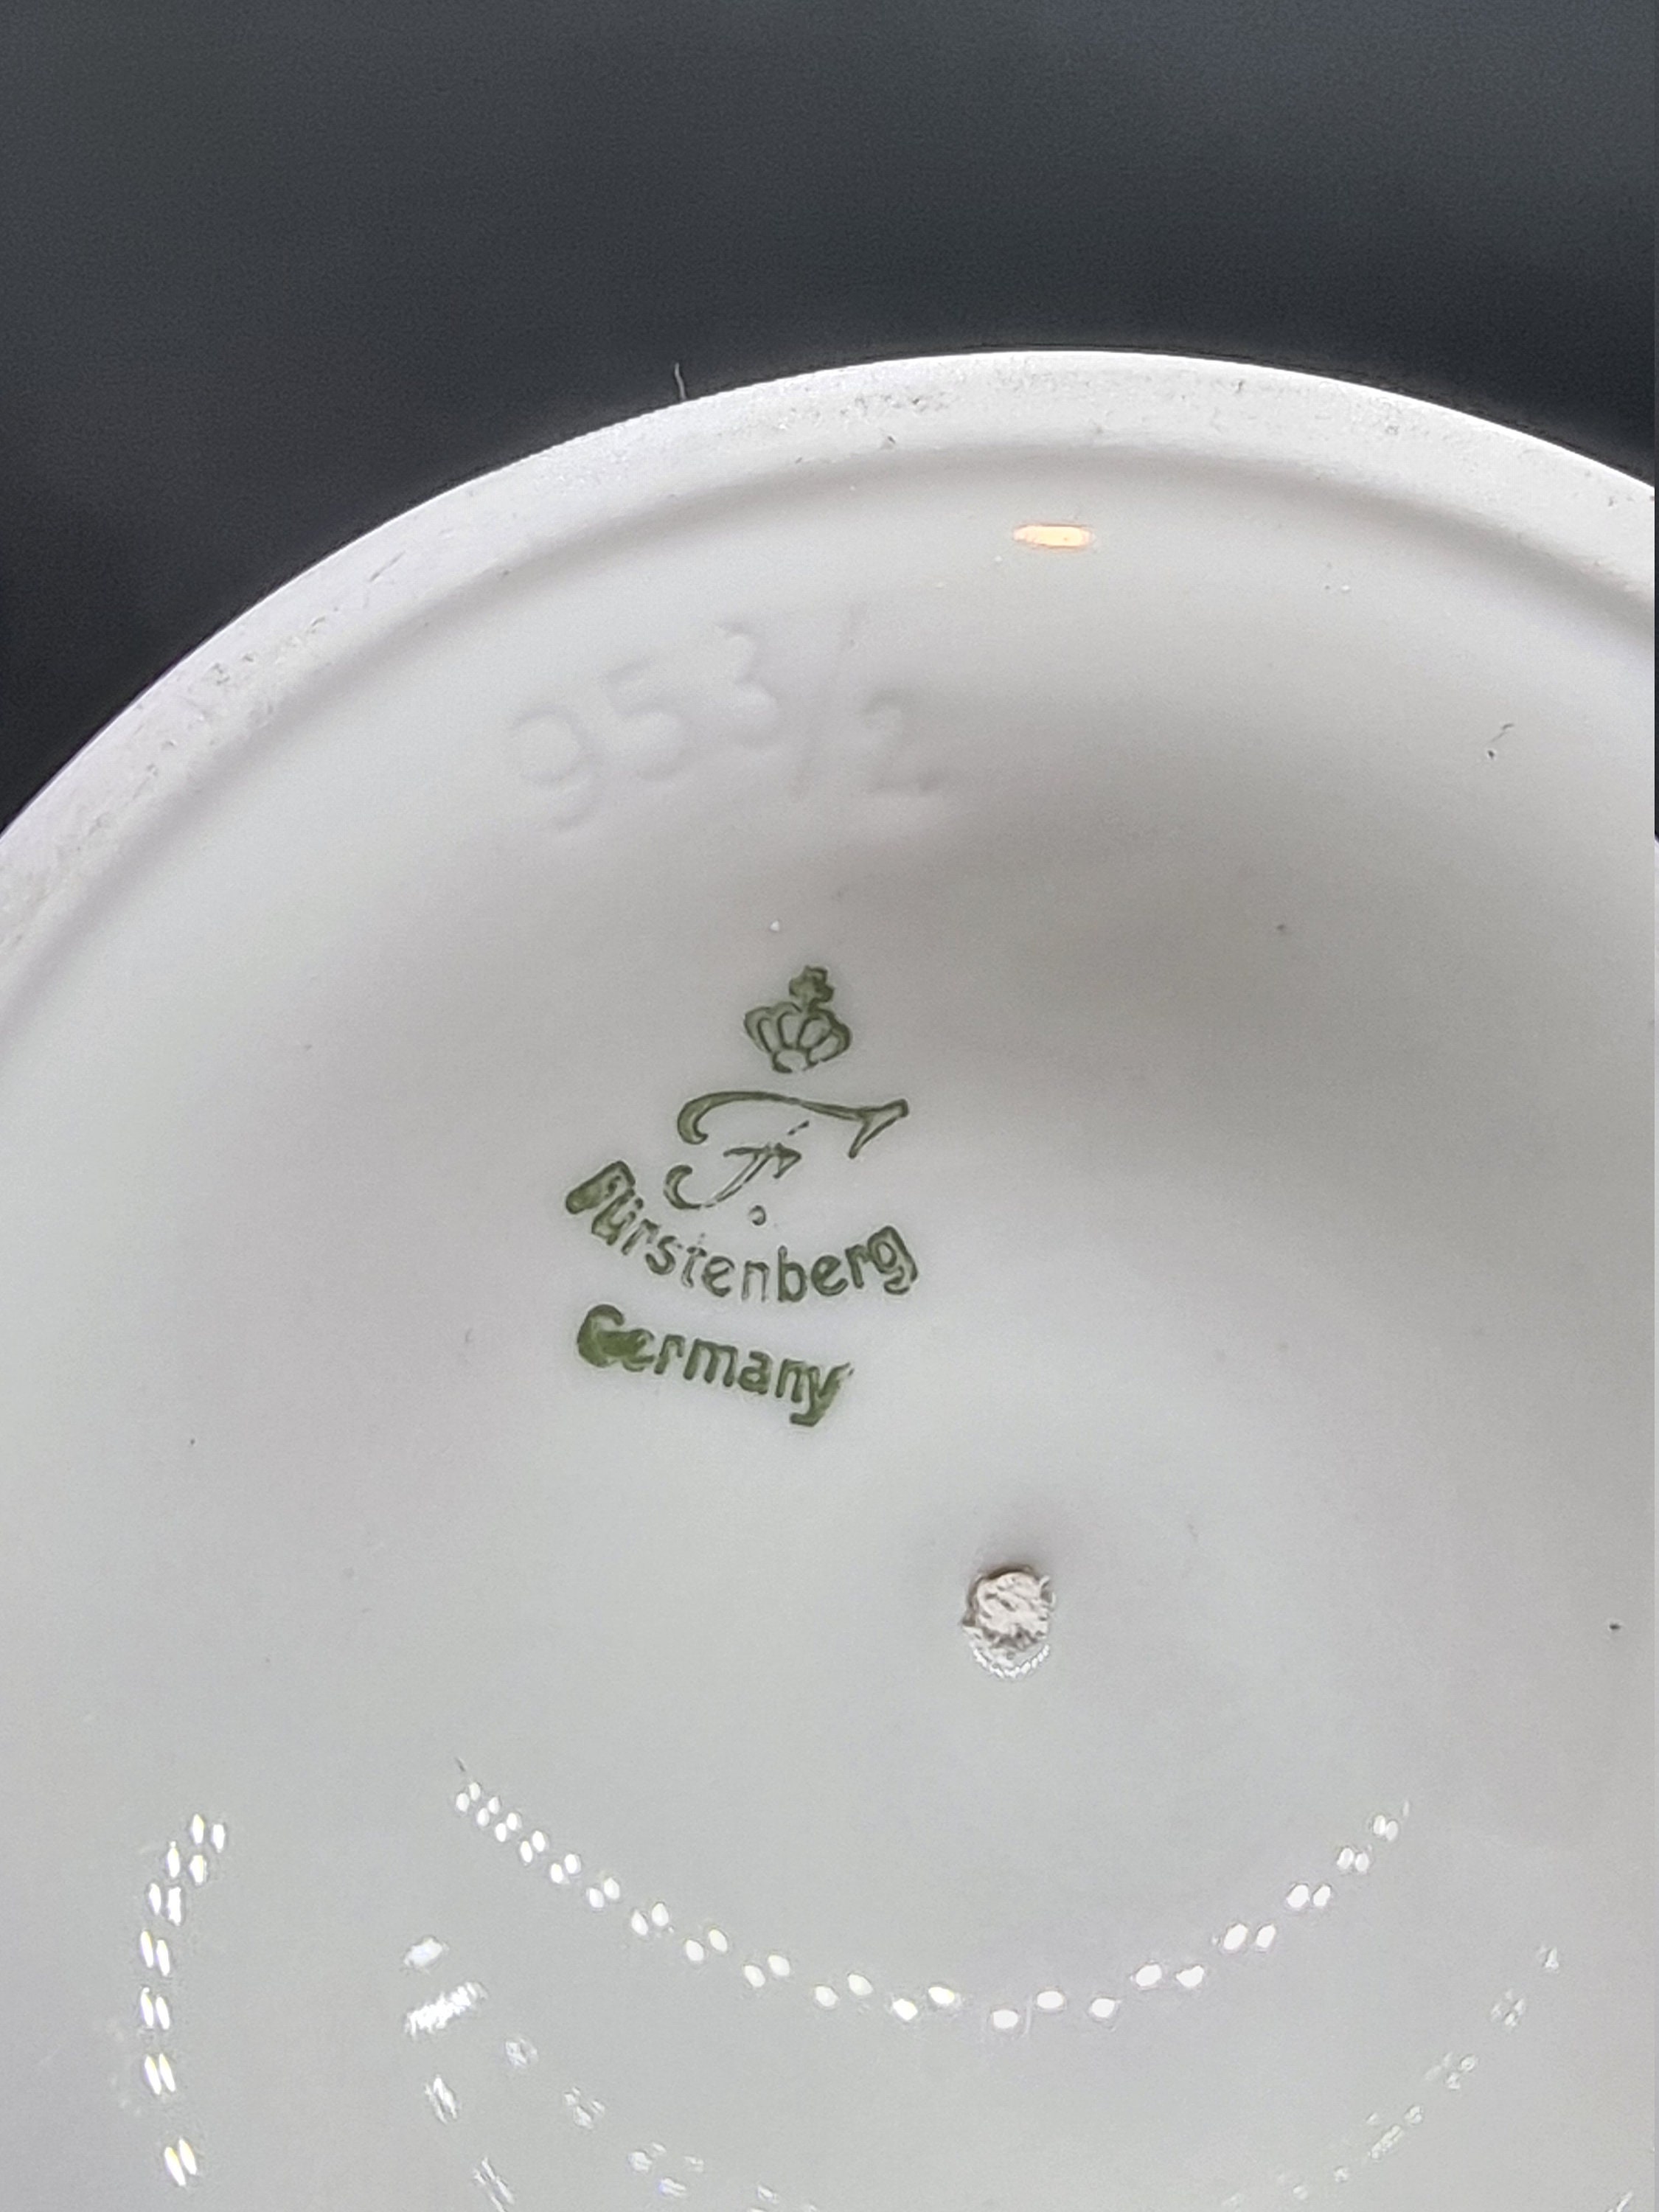 953/2
F.
Fürstenberg
Germany